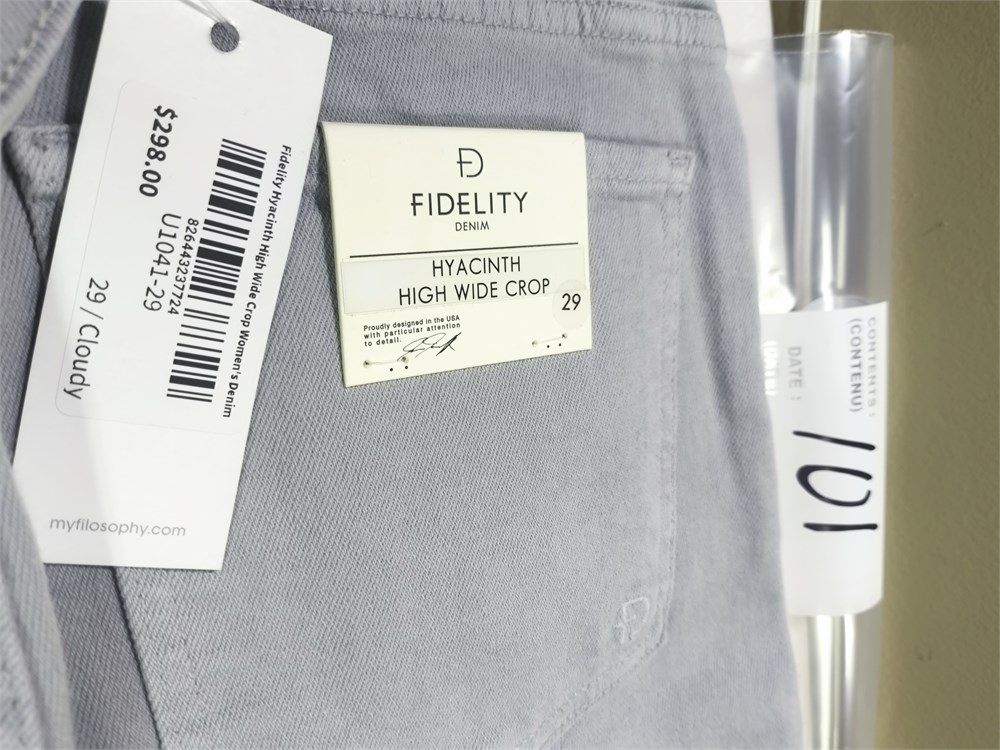 $298.00
Fidelity Hyacinth High Wide Crop Women's Denim
826443237724
U1041-29
29 / Cloudy
myfilosophy.com
FD
FIDELITY
DENIM
HYACINTH
HIGH WIDE CROP
29
Proudly designed in the USA
with particular attention
to detail.
CONTENTS :
(CONTENU)
DATE :
101